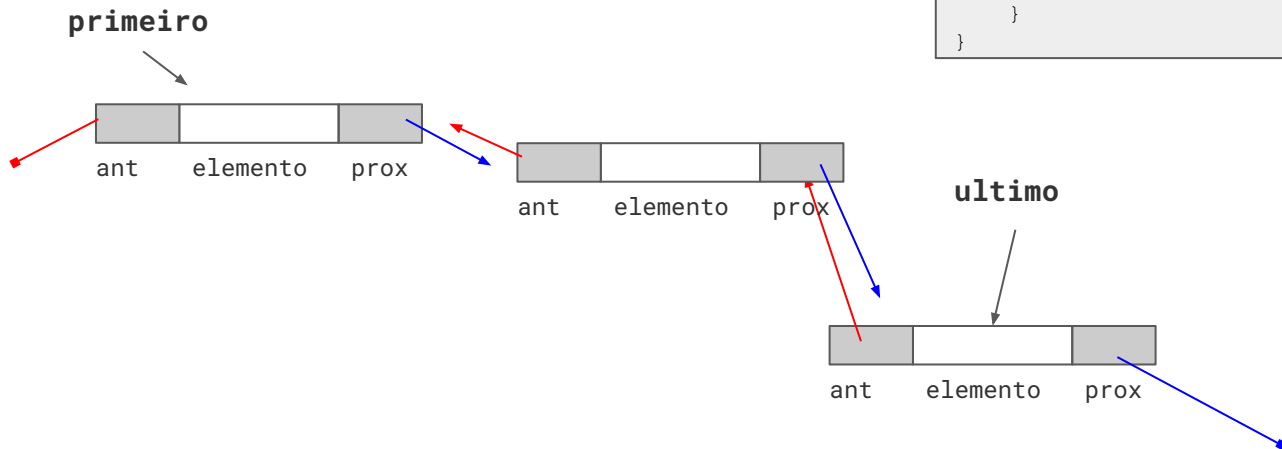 primeiro
}
}
ant elemento prox
ant elemento prox
ultimo
ant elemento prox